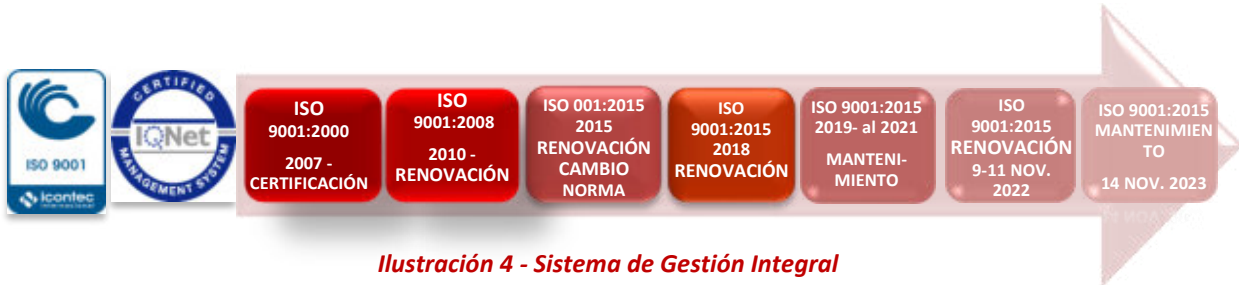 ISO 9001
icontec
internacional
CERTIFIED
IQNet
MANAGEMENT SYSTEM
ISO
9001:2000
2007 -
CERTIFICACIÓN
ISO
9001:2008
2010 -
RENOVACIÓN
ISO 001:2015
2015
RENOVACIÓN
CAMBIO
NORMA
ISO
9001:2015
2018
RENOVACIÓN
ISO 9001:2015
2019- al 2021
MANTENI-
MIENTO
ISO
9001:2015
RENOVACIÓN
9-11 NOV.
2022
ISO 9001:2015
MANTENIMIEN
TO
14 NOV. 2023
Ilustración 4 - Sistema de Gestión Integral